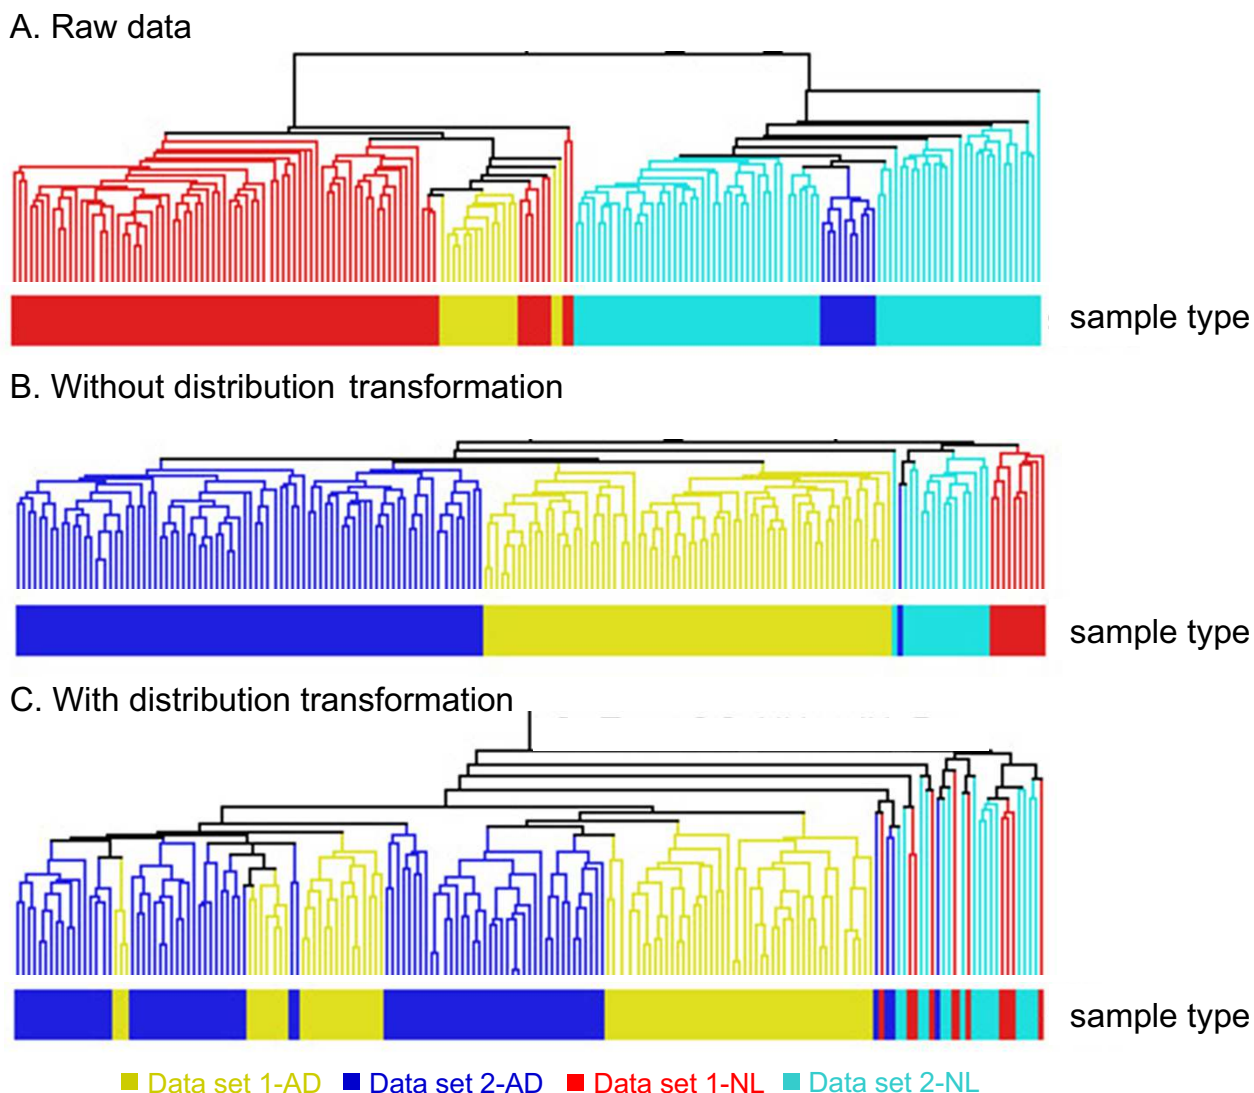 A. Raw data
sample type
B. Without distribution transformation
sample type
C. With distribution transformation
sample type
Data set 1-AD Data set 2-AD Data set 1-NL Data set 2-NL